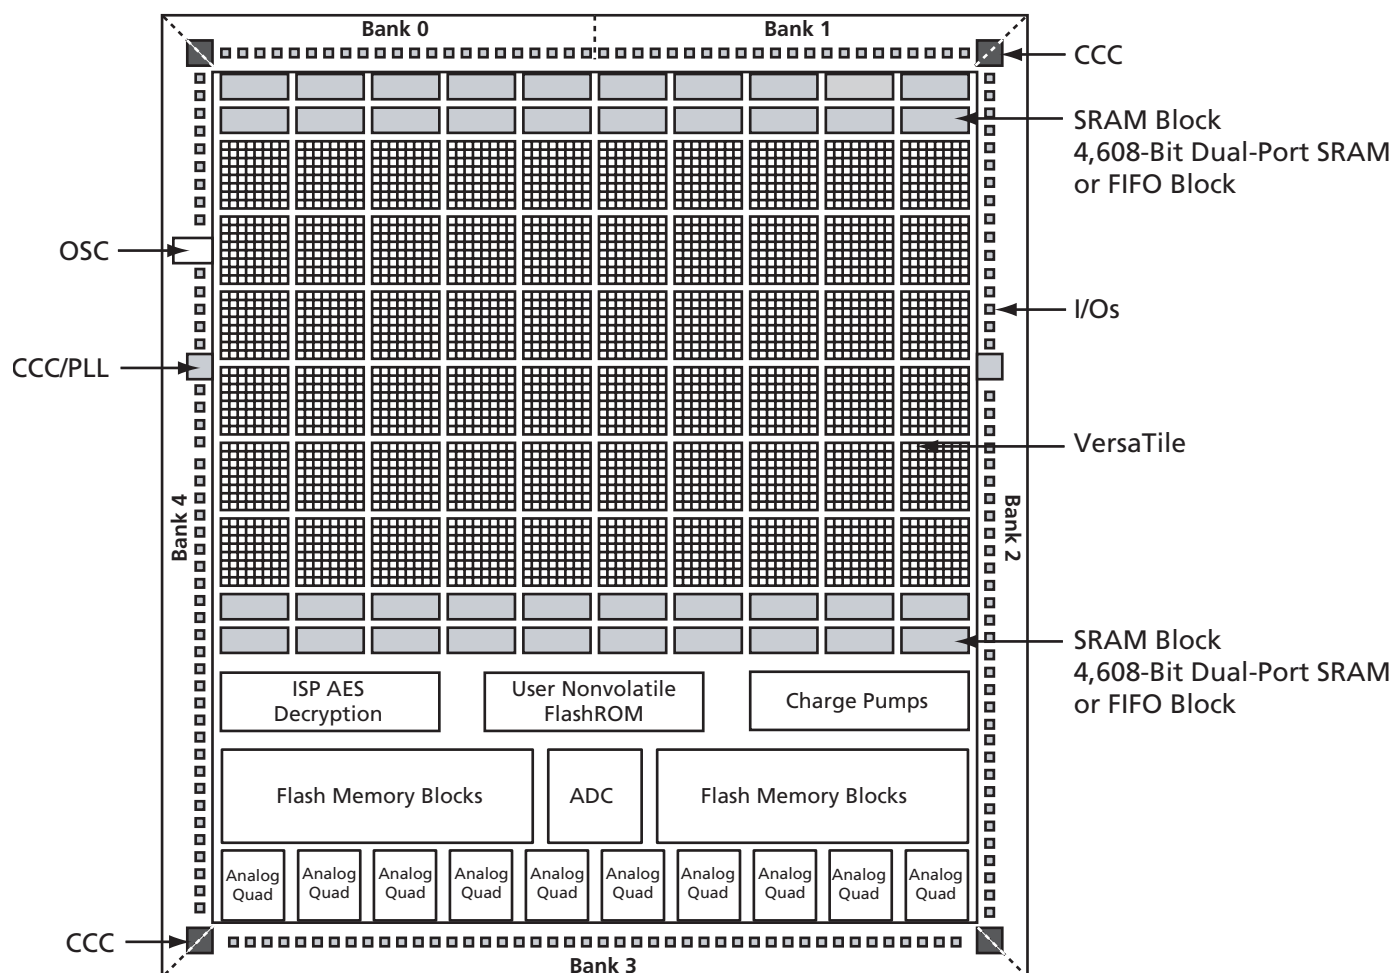 Bank 0
Bank 1
CCC
SRAM Block
4,608-Bit Dual-Port SRAM
or FIFO Block
OSC
I/Os
CCC/PLL
VersaTile
Bank 4
Bank 2
SRAM Block
4,608-Bit Dual-Port SRAM
or FIFO Block
ISP AES
Decryption
User Nonvolatile
FlashROM
Charge Pumps
Flash Memory Blocks
ADC
Flash Memory Blocks
Analog
Quad
Analog
Quad
Analog
Quad
Analog
Quad
Analog
Quad
Analog
Quad
Analog
Quad
Analog
Quad
Analog
Quad
Analog
Quad
CCC
Bank 3